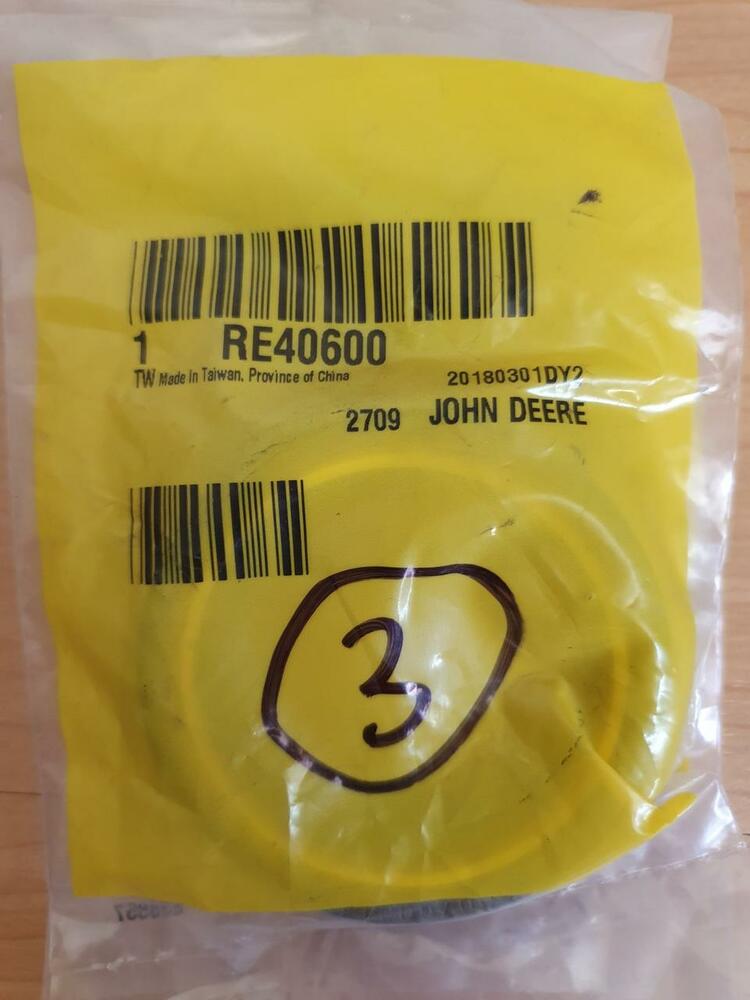 1 RE40600
TW Made In Taiwan, Province of China 20180301DY2
2709 JOHN DEERE
3